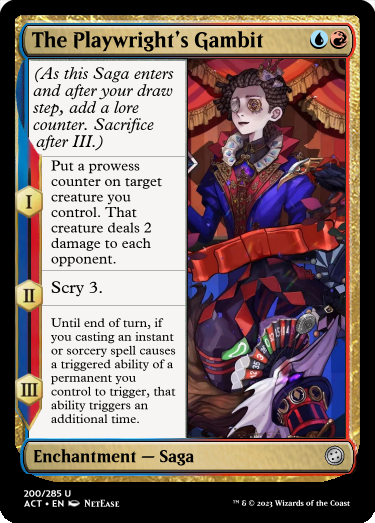 The Playwright's Gambit
(As this Saga enters
and after your draw
step, add a lore
counter. Sacrifice
after III.)
I
Put a prowess
counter on target
creature you
control. That
creature deals 2
damage to each
opponent.
II
Scry 3.
III
Until end of turn, if
you casting an instant
or sorcery spell causes
a triggered ability of a
permanent you
control to trigger, that
ability triggers an
additional time.
Enchantment — Saga
200/285 U
ACT • EN NetEase
™ & © 2023 Wizards of the Coast